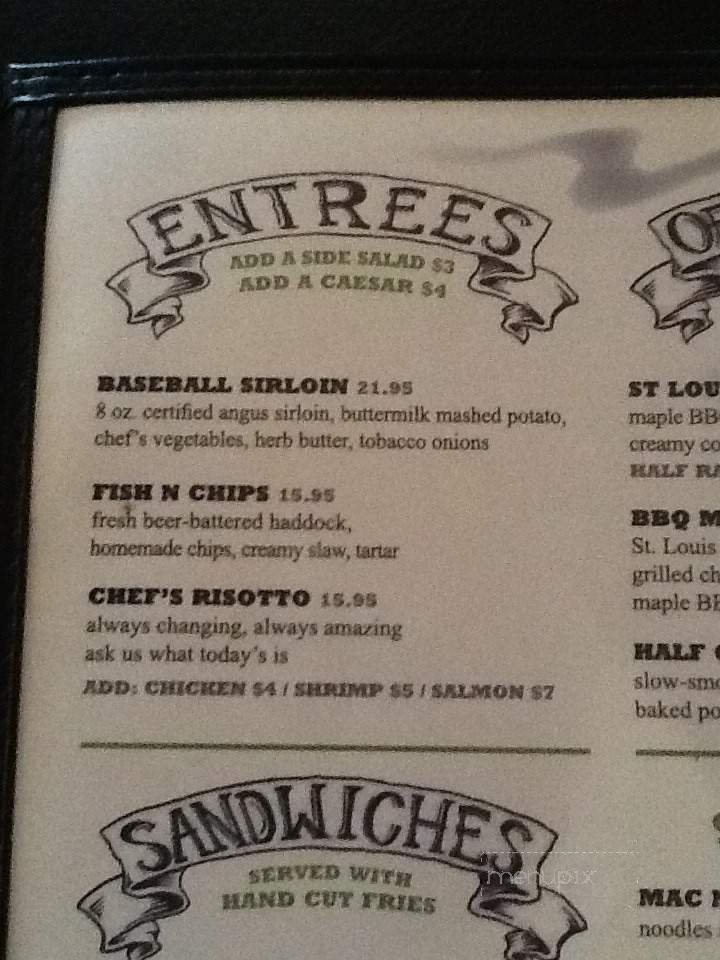 ENTREES
ADD A SIDE SALAD $3
ADD A CAESAR $4
BASEBALL SIRLOIN 21.95
8 oz. certified angus sirloin, buttermilk mashed potato,
chef's vegetables, herb butter, tobacco onions
FISH N CHIPS 15.95
fresh beer-battered haddock,
homemade chips, creamy slaw, tartar
CHEF'S RISOTTO 15.95
always changing, always amazing
ask us what today's is
ADD: CHICKEN $4 / SHRIMP $5 / SALMON $7
SANDWICHES
SERVED WITH
HAND CUT FRIES
menupix
ST LOU
maple BB
creamy co
HALF RA
BBQ M
St. Louis
grilled ch
maple BB
HALF
slow-smo
baked po
MAC
noodles